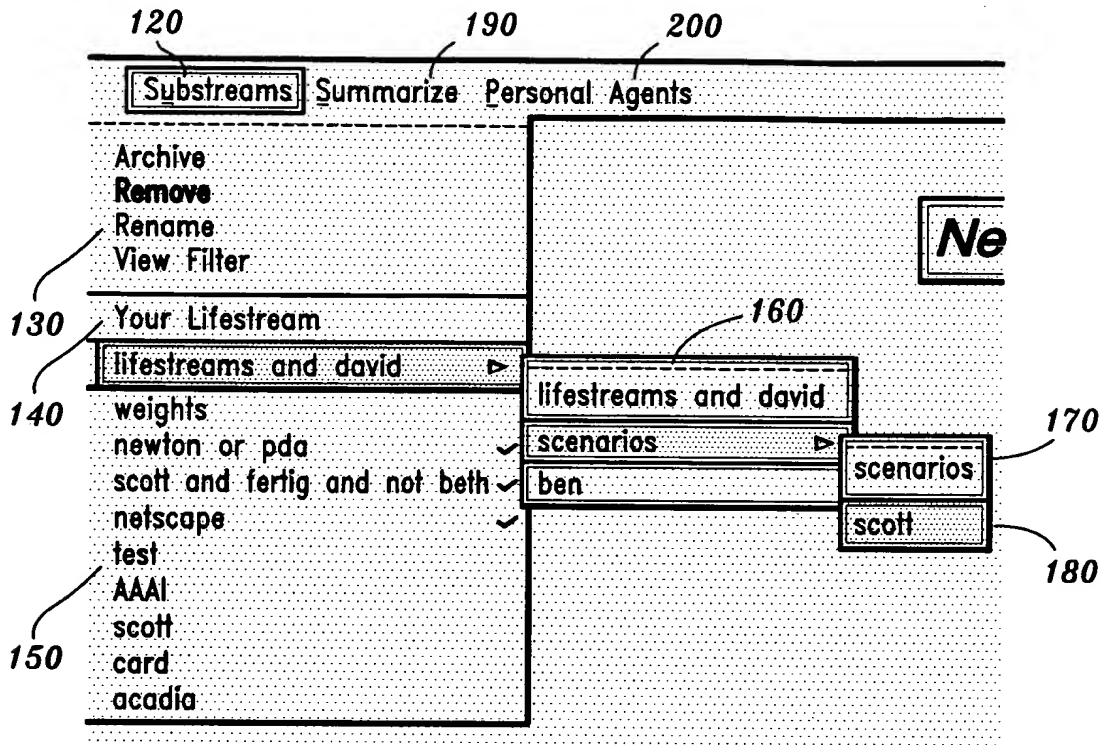 120 190 200
Substreams Summarize Personal Agents
Archive
Remove
Rename
View Filter
Ne
130
Your Lifestream
160
140
lifestreams and david
lifestreams and david
weights
newton or pda
scenarios
170
scenarios
scott and fertig and not beth
ben
netscape
scott
180
test
AAAI
scott
150
card
acadia